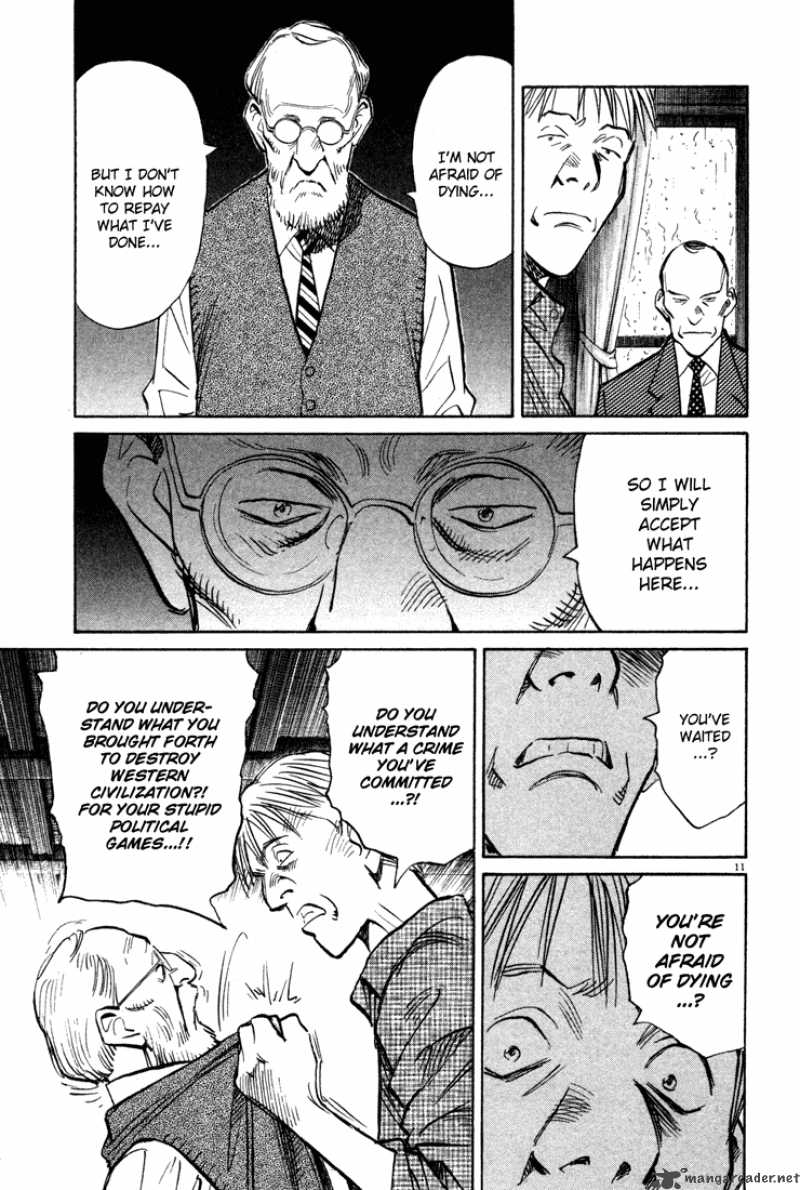 I'M NOT
AFRAID OF
DYING...
BUT I DON'T
KNOW HOW
TO REPAY
WHAT I'VE
DONE...
SO I WILL
SIMPLY
ACCEPT
WHAT
HAPPENS
HERE...
YOU'VE
WAITED
...?
11
YOU'RE
NOT
AFRAID
OF DYING
...?
DO YOU
UNDERSTAND
WHAT A CRIME
YOU'VE
COMMITTED
...?!
DO YOU UNDER-
STAND WHAT YOU
BROUGHT FORTH
TO DESTROY
WESTERN
CIVILIZATION?!
FOR YOUR STUPID
POLITICAL
GAMES...!!
mangareader.net